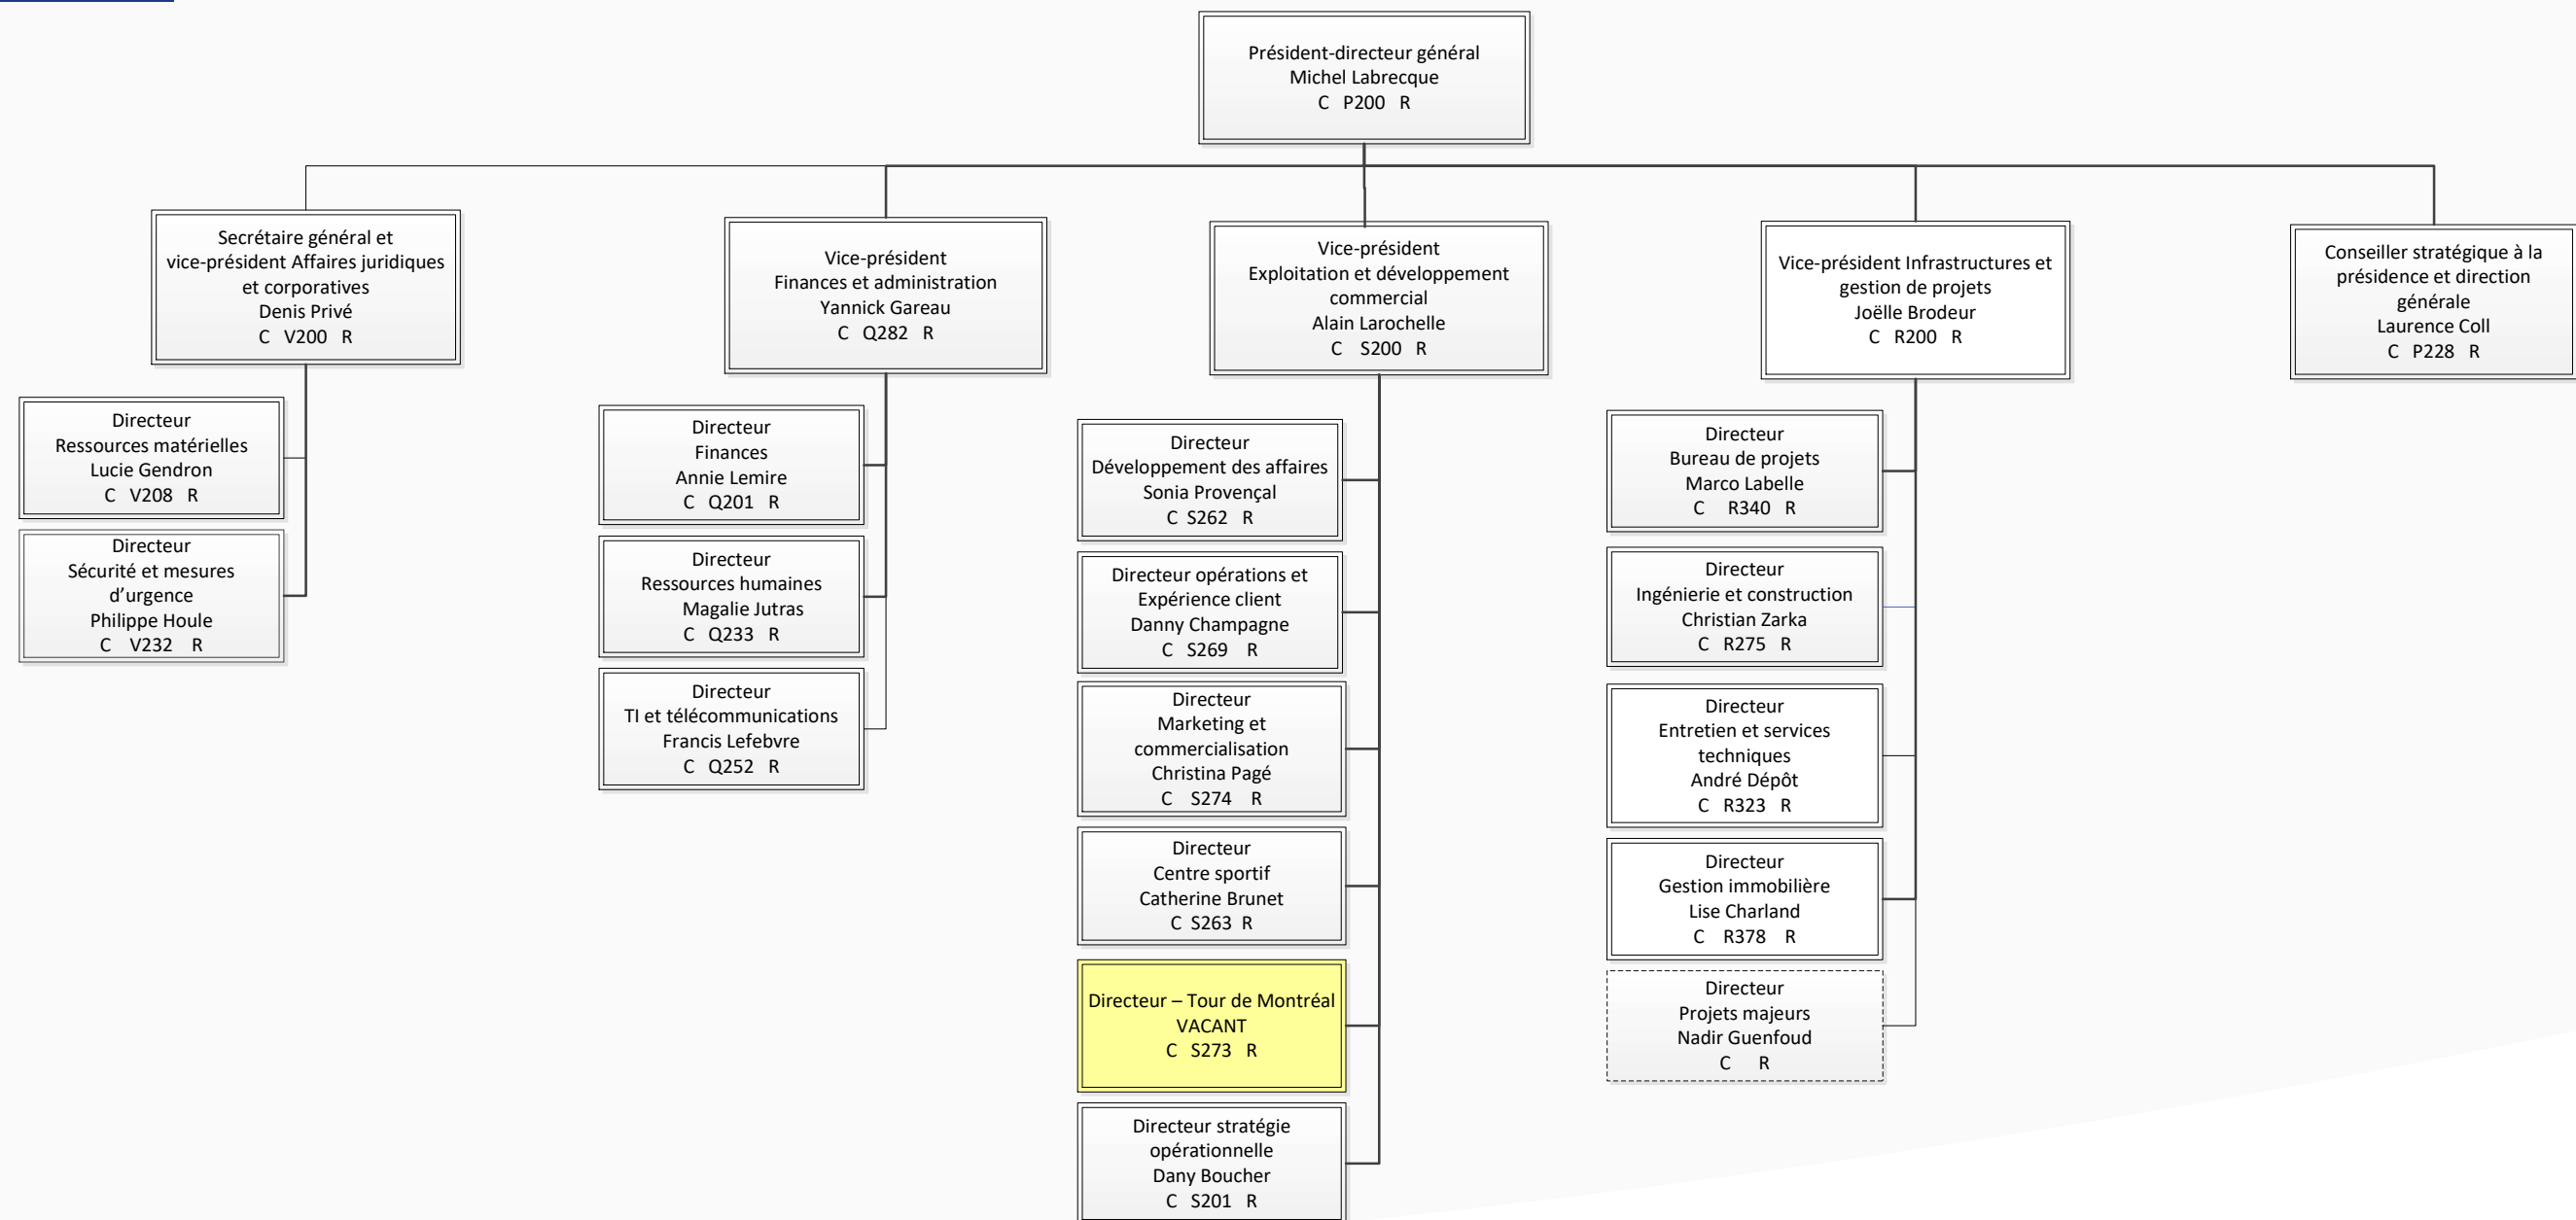 Président-directeur général
Michel Labrecque
C P200 R
Secrétaire général et
vice-président Affaires juridiques
et corporatives
Denis Privé
C V200 R
Vice-président
Finances et administration
Yannick Gareau
C Q282 R
Vice-président
Exploitation et développement
commercial
Alain Larochelle
C S200 R
Vice-président Infrastructures et
gestion de projets
Joëlle Brodeur
C R200 R
Conseiller stratégique à la
présidence et direction
générale
Laurence Coll
C P228 R
Directeur
Ressources matérielles
Lucie Gendron
C V208 R
Directeur
Sécurité et mesures
d’urgence
Philippe Houle
C V232 R
Directeur
Finances
Annie Lemire
C Q201 R
Directeur
Ressources humaines
Magalie Jutras
C Q233 R
Directeur
TI et télécommunications
Francis Lefebvre
C Q252 R
Directeur
Développement des affaires
Sonia Provençal
C S262 R
Directeur opérations et
Expérience client
Danny Champagne
C S269 R
Directeur
Marketing et
commercialisation
Christina Pagé
C S274 R
Directeur
Centre sportif
Catherine Brunet
C S263 R
Directeur – Tour de Montréal
VACANT
C S273 R
Directeur stratégie
opérationnelle
Dany Boucher
C S201 R
Directeur
Bureau de projets
Marco Labelle
C R340 R
Directeur
Ingénierie et construction
Christian Zarka
C R275 R
Directeur
Entretien et services
techniques
André Dépôt
C R323 R
Directeur
Gestion immobilière
Lise Charland
C R378 R
Directeur
Projets majeurs
Nadir Guenfoud
C R